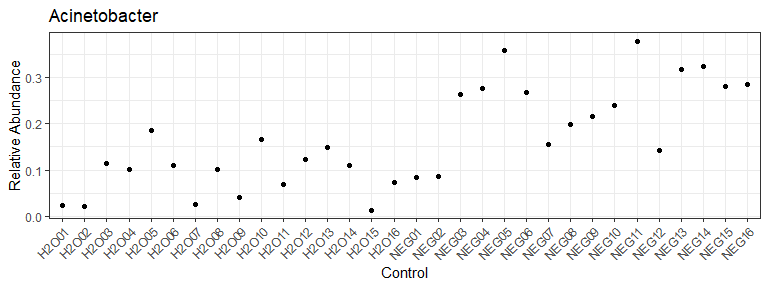 Acinetobacter
Relative Abundance
0.3
0.2
0.1
0.0
H2O01 H2O02 H2O03 H2O04 H2O05 H2O06 H2O07 H2O08 H2O09 H2O10 H2O11 H2O12 H2O13 H2O14 H2O15 H2O16 NEG01 NEG02 NEG03 NEG04 NEG05 NEG06 NEG07 NEG08 NEG09 NEG10 NEG11 NEG12 NEG13 NEG14 NEG15 NEG16
Control